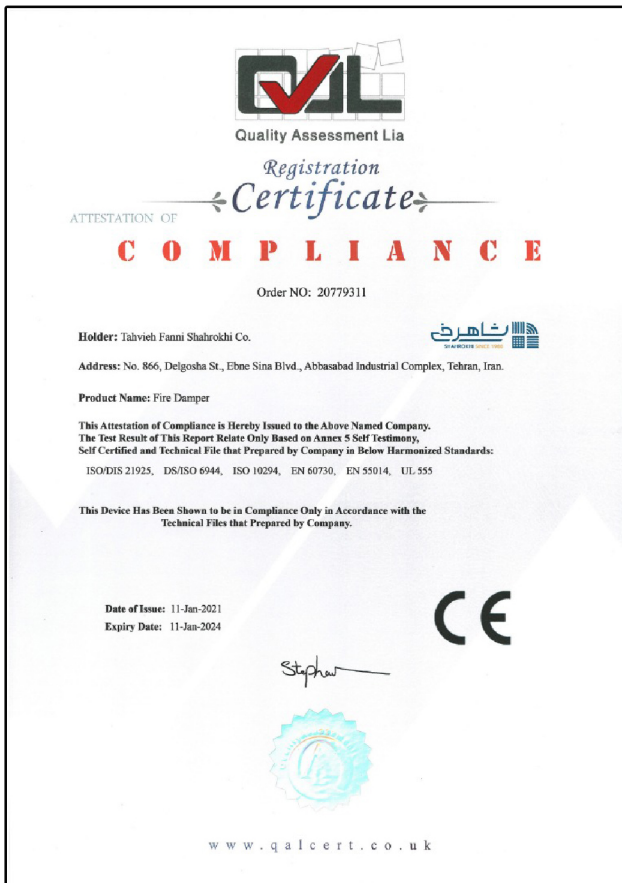 QAL
Quality Assessment Lia
Registration
Certificate
ATTESTATION OF
COMPLIANCE
Order NO: 20779311
Holder: Tahvieh Fanni Shahrokhi Co.
شاهرخی
SHAHROKHI SINCE 1965
Address: No. 866, Delgosha St., Ebne Sina Blvd., Abbasabad Industrial Complex, Tehran, Iran.
Product Name: Fire Damper
This Attestation of Compliance is Hereby Issued to the Above Named Company.
The Test Result of This Report Relate Only Based on Annex 5 Self Testimony,
Self Certified and Technical File that Prepared by Company in Below Harmonized Standards:
ISO/DIS 21925, DS/ISO 6944, ISO 10294, EN 60730, EN 55014, UL 555
This Device Has Been Shown to be in Compliance Only in Accordance with the
Technical Files that Prepared by Company.
Date of Issue: 11-Jan-2021
Expiry Date: 11-Jan-2024
CE
Stephan
www.qalcert.co.uk